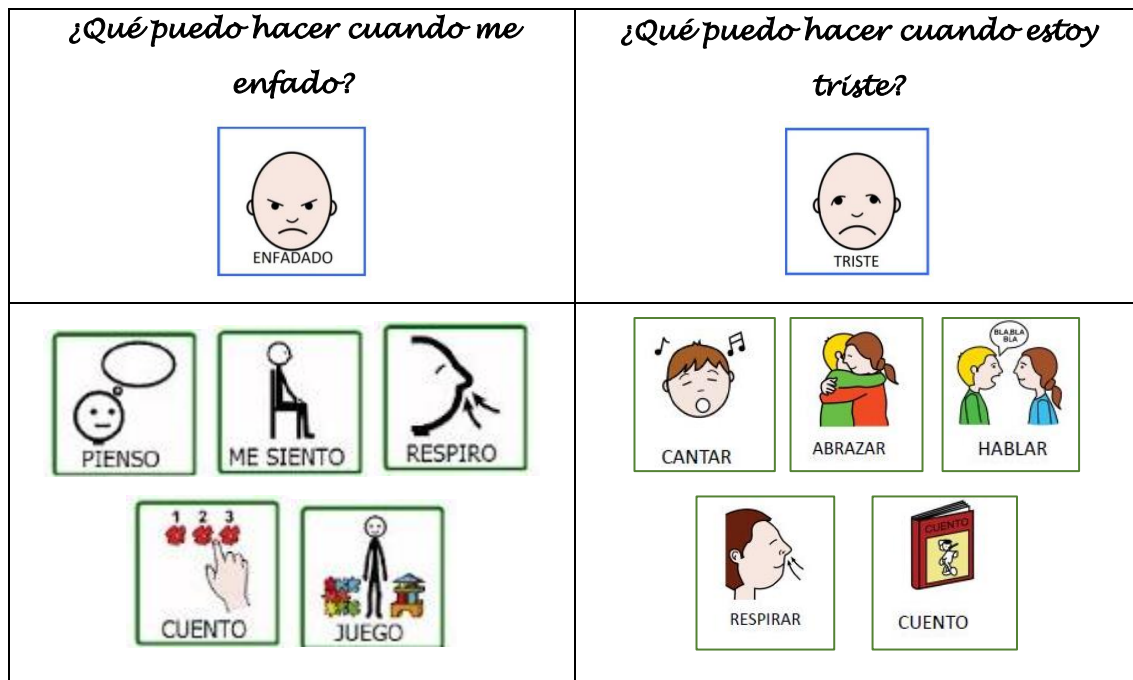 ¿Qué puedo hacer cuando me
enfado?
ENFADADO
¿Qué puedo hacer cuando estoy
triste?
TRISTE
PIENSO
ME SIENTO
RESPIRO
1 2 3
CUENTO
JUEGO
CANTAR
ABRAZAR
BLA,BLA
BLA
HABLAR
RESPIRAR
CUENTO
CUENTO